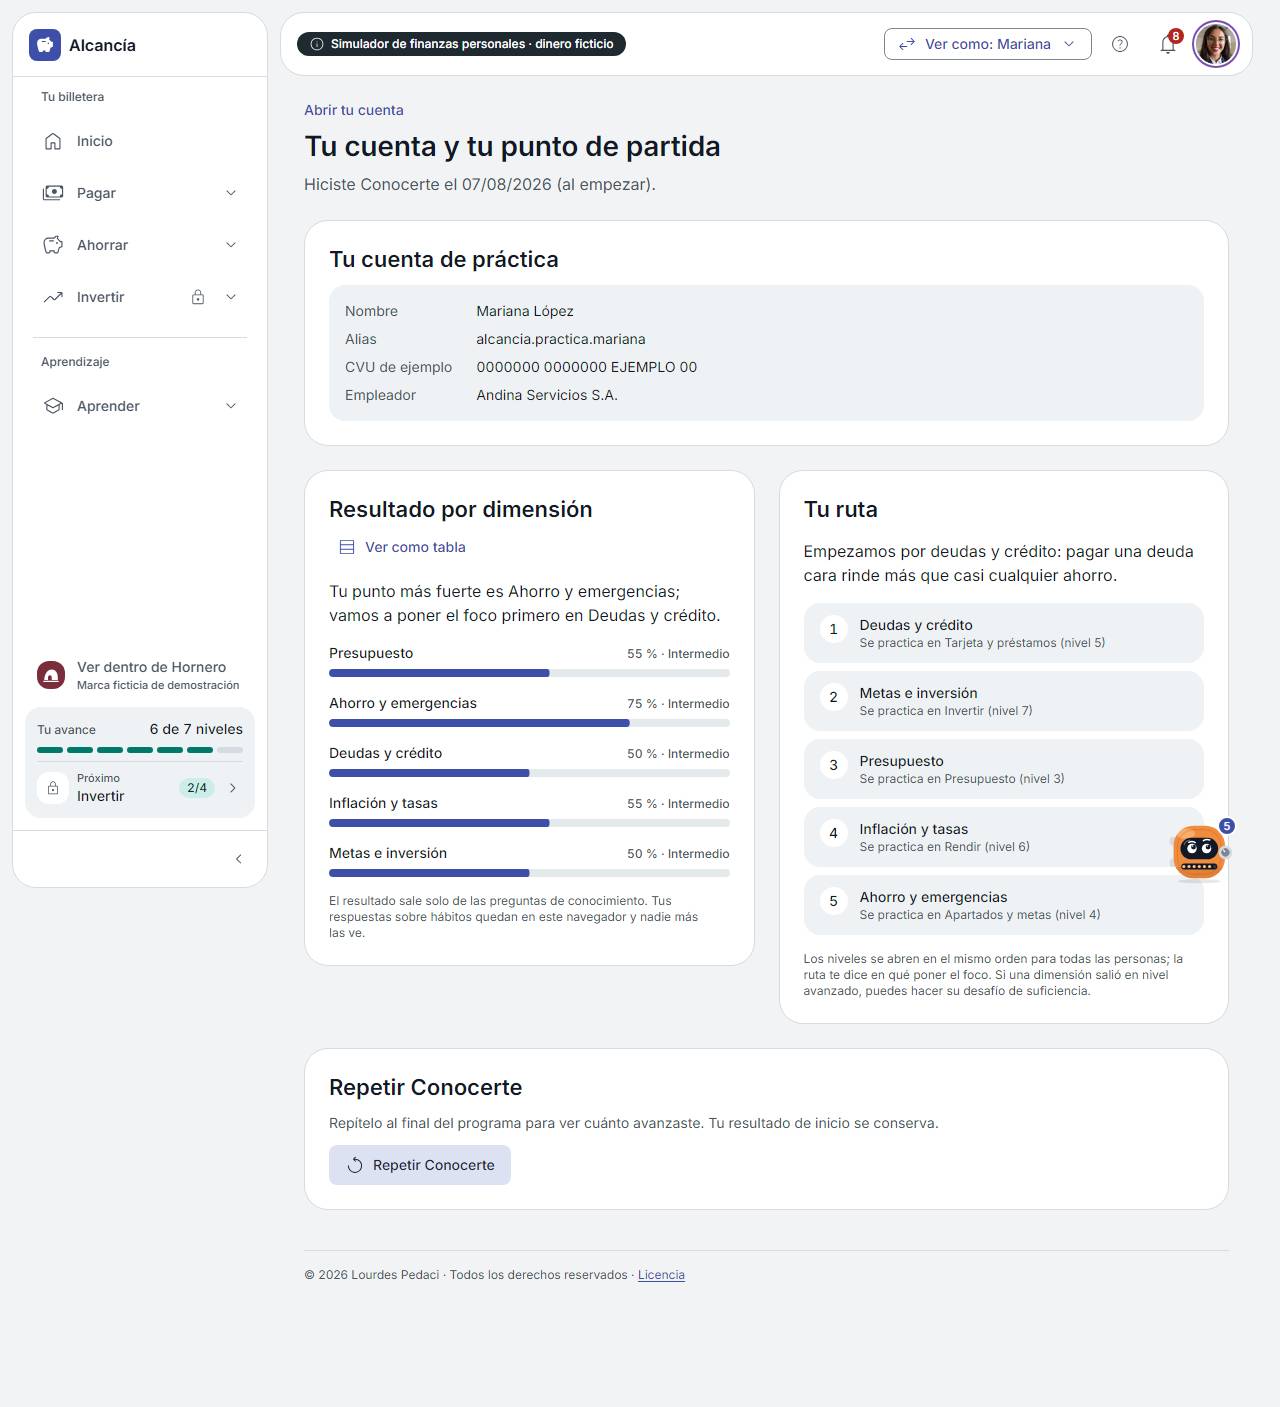 Alcancía
Tu billetera
Inicio
Pagar
Ahorrar
Invertir
Aprendizaje
Aprender
Ver dentro de Hornero
Marca ficticia de demostración
Tu avance 6 de 7 niveles
Próximo
Invertir
2/4
Simulador de finanzas personales · dinero ficticio
Ver como: Mariana
8
Abrir tu cuenta
Tu cuenta y tu punto de partida
Hiciste Conocerte el 07/08/2026 (al empezar).
Tu cuenta de práctica
Nombre Mariana López
Alias alcancia.practica.mariana
CVU de ejemplo 0000000 0000000 EJEMPLO 00
Empleador Andina Servicios S.A.
Resultado por dimensión
Ver como tabla
Tu punto más fuerte es Ahorro y emergencias;
vamos a poner el foco primero en Deudas y crédito.
Presupuesto 55 % · Intermedio
Ahorro y emergencias 75 % · Intermedio
Deudas y crédito 50 % · Intermedio
Inflación y tasas 55 % · Intermedio
Metas e inversión 50 % · Intermedio
El resultado sale solo de las preguntas de conocimiento. Tus
respuestas sobre hábitos quedan en este navegador y nadie más
las ve.
Tu ruta
Empezamos por deudas y crédito: pagar una deuda
cara rinde más que casi cualquier ahorro.
1 Deudas y crédito
Se practica en Tarjeta y préstamos (nivel 5)
2 Metas e inversión
Se practica en Invertir (nivel 7)
3 Presupuesto
Se practica en Presupuesto (nivel 3)
4 Inflación y tasas
Se practica en Rendir (nivel 6)
5
5 Ahorro y emergencias
Se practica en Apartados y metas (nivel 4)
Los niveles se abren en el mismo orden para todas las personas; la
ruta te dice en qué poner el foco. Si una dimensión salió en nivel
avanzado, puedes hacer su desafío de suficiencia.
Repetir Conocerte
Repítelo al final del programa para ver cuánto avanzaste. Tu resultado de inicio se conserva.
Repetir Conocerte
© 2026 Lourdes Pedaci · Todos los derechos reservados · Licencia